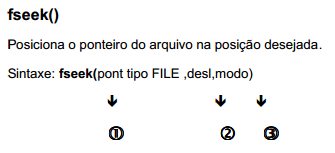 fseek()
Posiciona o ponteiro do arquivo na posição desejada.
Sintaxe: fseek(pont tipo FILE ,desl,modo)
🡻 🡻 🡻
① ② ③